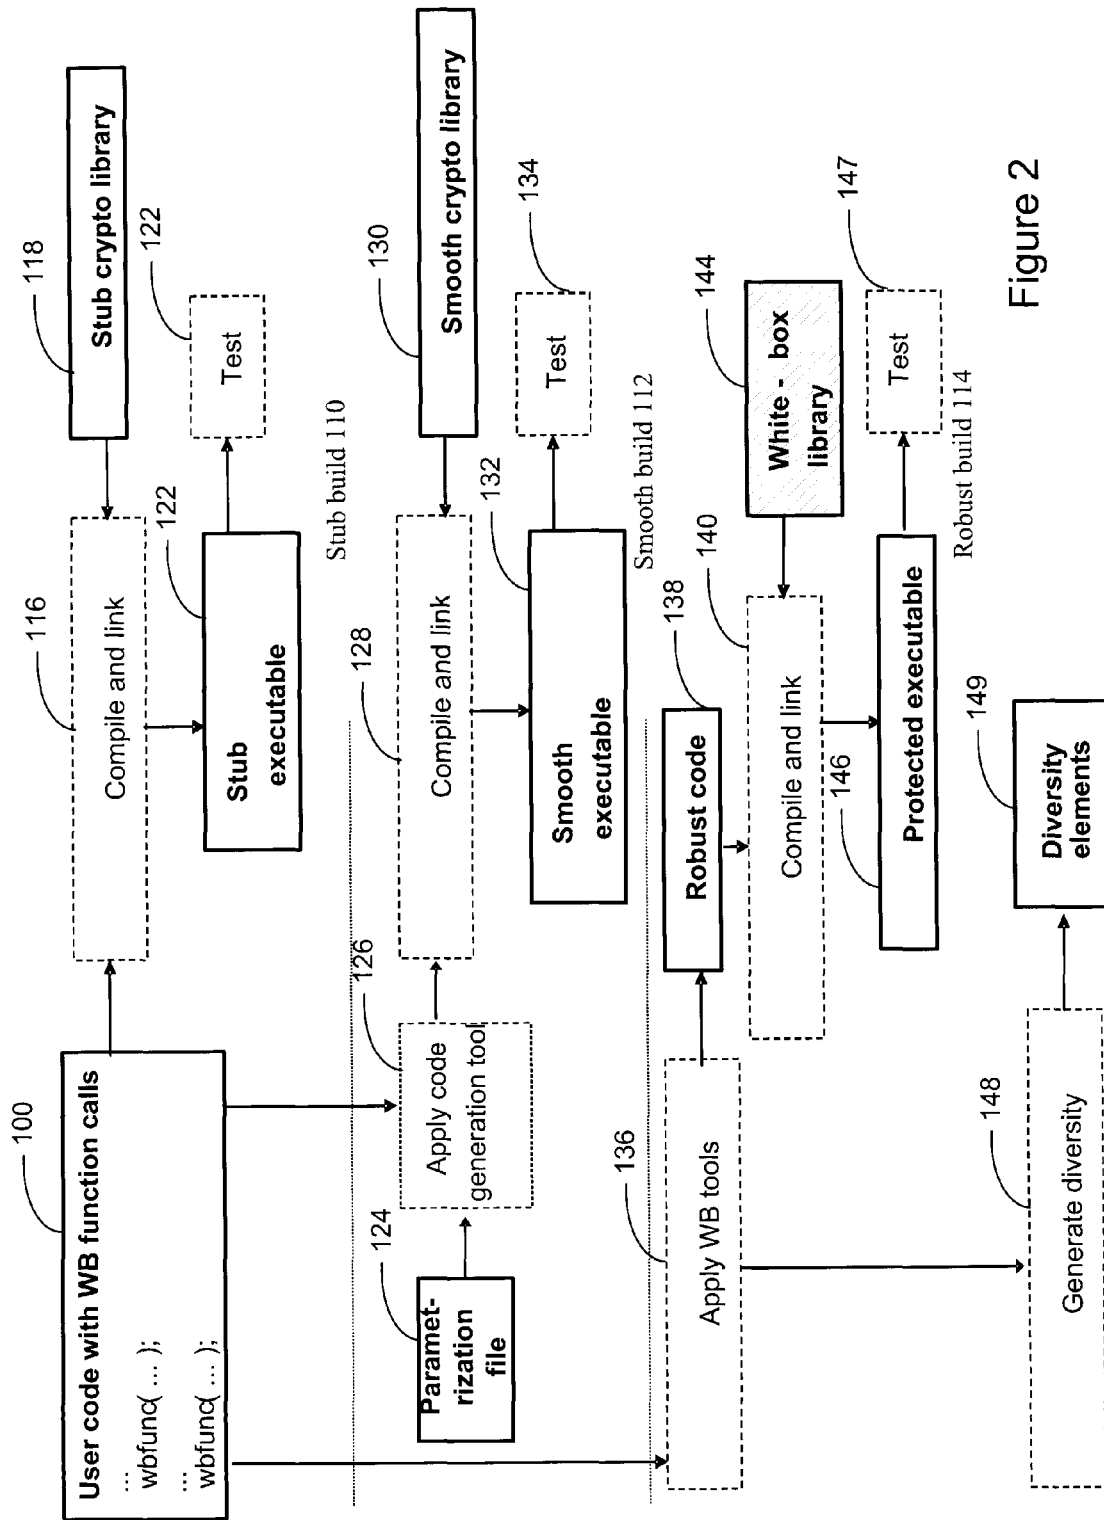 100
User code with WB function calls
...
wbfunc( ... );
...
wbfunc( ... );
116
Compile and link
118
Stub crypto library
122
Stub
executable
122
Test
Stub build 110
124
Paramet-
rization
file
126
Apply code
generation tool
128
Compile and link
130
Smooth crypto library
132
Smooth
executable
134
Test
Smooth build 112
136
Apply WB tools
138
Robust code
140
Compile and link
144
White - box
library
146
Protected executable
147
Test
Robust build 114
148
Generate diversity
149
Diversity
elements
Figure 2